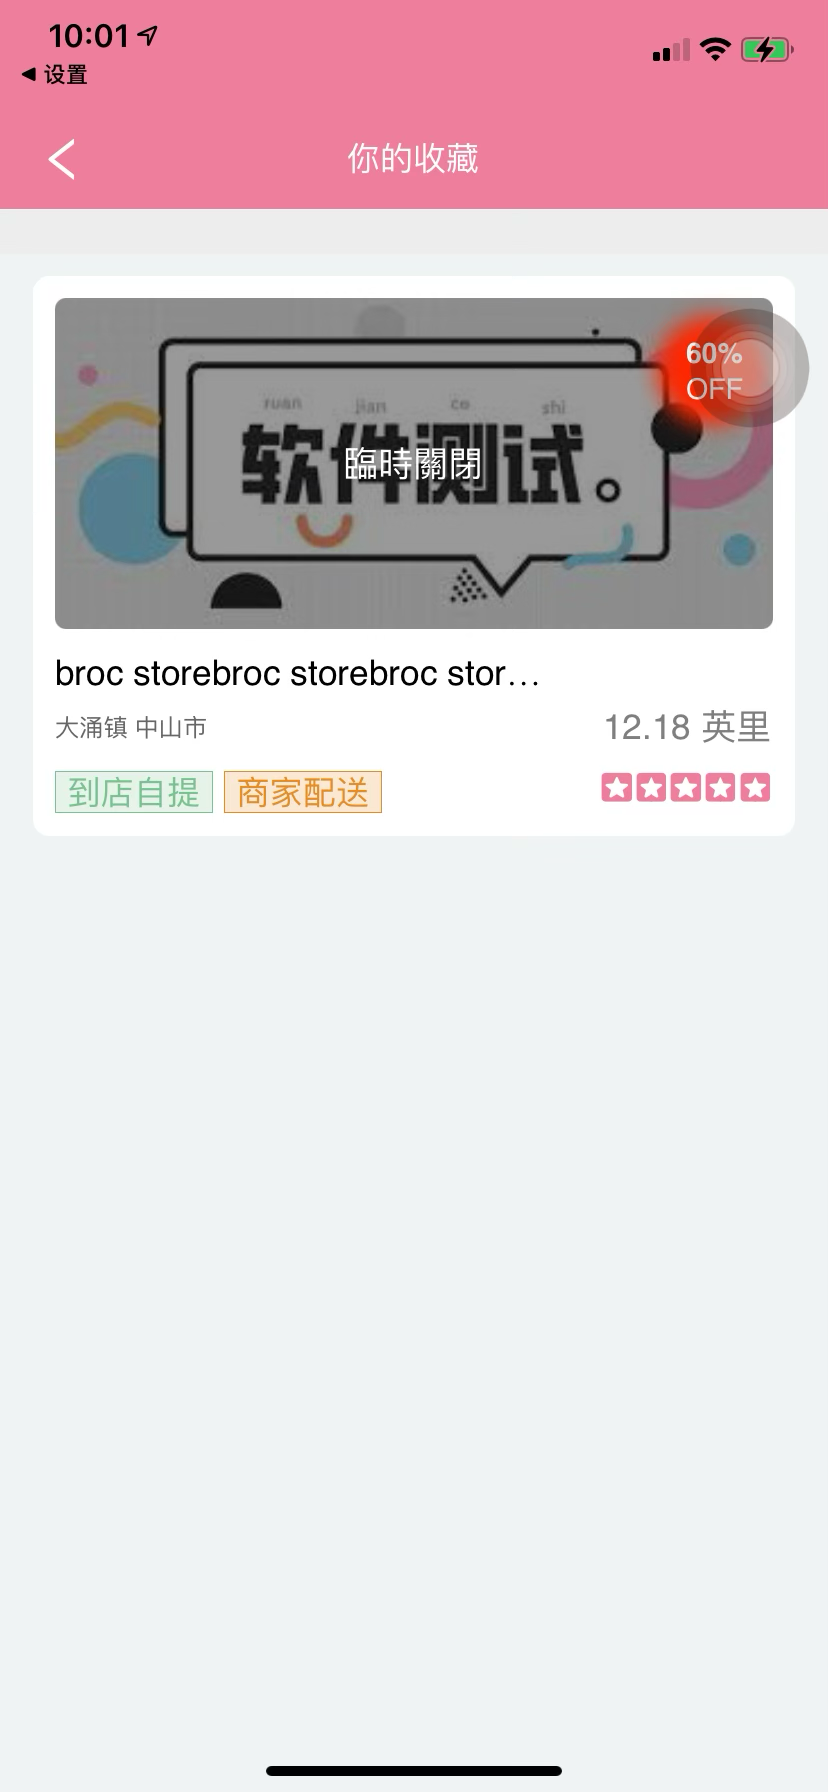 10:01
设置
你的收藏
60%
OFF
ruan jian ce shi
软件测试。
臨時關閉
broc storebroc storebroc stor...
大涌镇 中山市
12.18 英里
到店自提 商家配送